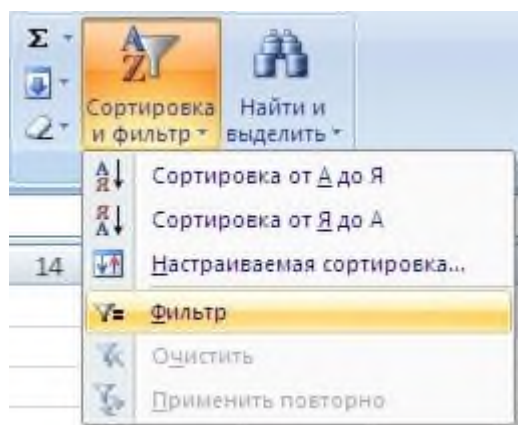 Σ
Сортировка и фильтр
Найти и выделить
Сортировка от А до Я
Сортировка от Я до А
14
Настраиваемая сортировка...
Фильтр
Очистить
Применить повторно